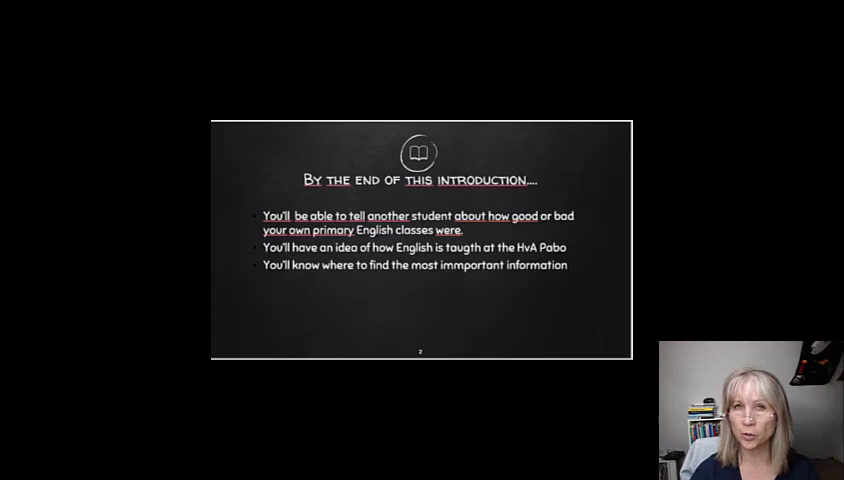 BY THE END OF THIS INTRODUCTION....
You'll be able to tell another student about how good or bad
your own primary English classes were.
You'll have an idea of how English is taugth at the HvA Pabo
You'll know where to find the most immportant information
2